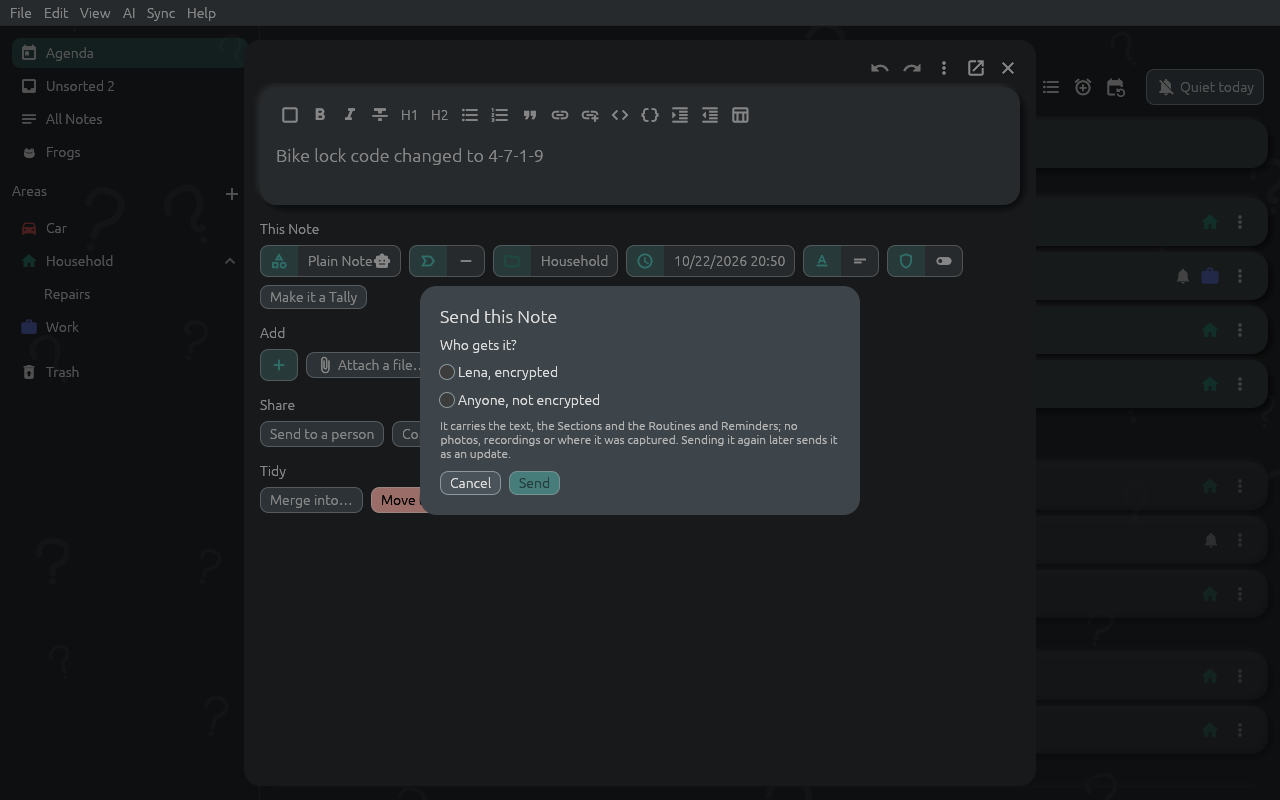 File Edit View AI Sync Help
Agenda
Unsorted 2
All Notes
Frogs
Areas
Car
Household
Repairs
Work
Trash
Quiet today
H1 H2
Bike lock code changed to 4-7-1-9
This Note
Plain Note
Household
10/22/2026 20:50
Make it a Tally
Add
Attach a file…
Share
Send to a person
Co
Tidy
Merge into…
Move
Send this Note
Who gets it?
Lena, encrypted
Anyone, not encrypted
It carries the text, the Sections and the Routines and Reminders; no
photos, recordings or where it was captured. Sending it again later sends it
as an update.
Cancel Send